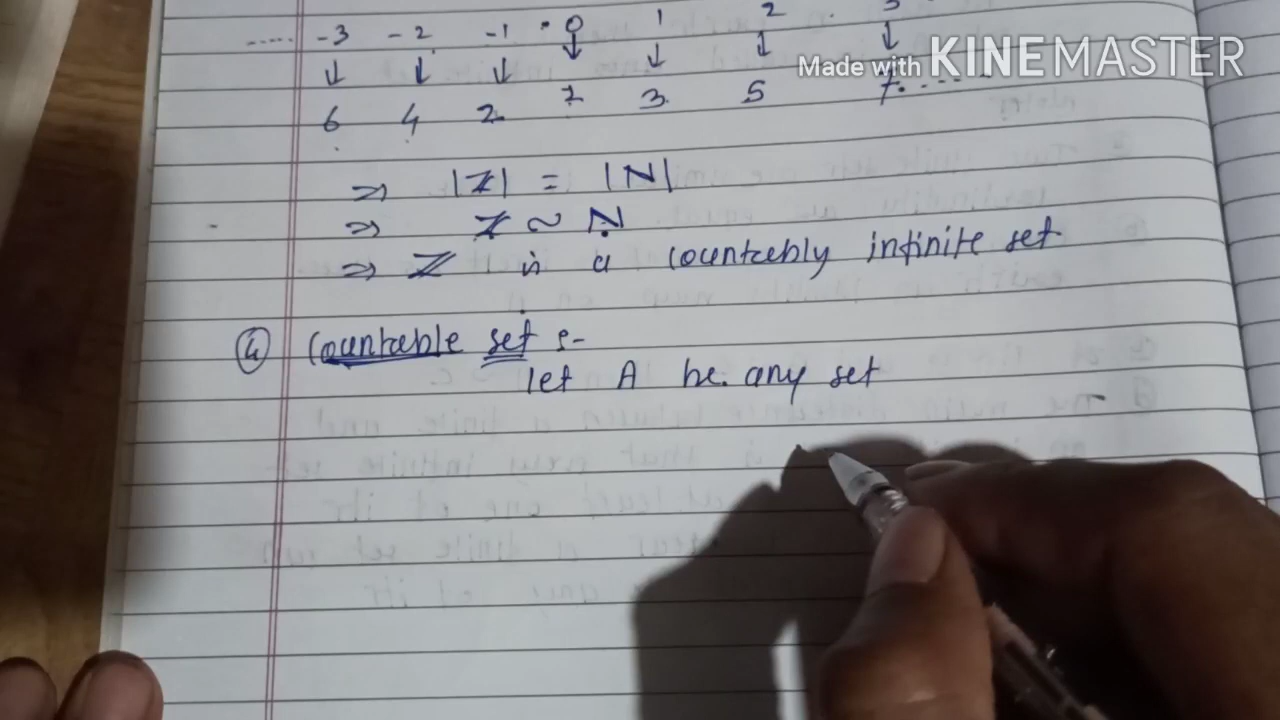 ..... -3 -2 -1 0 1 2 3
Made with KINEMASTER
↓ ↓ ↓ ↓ ↓ ↓ ↓
6 4 2 1 3 5 7.....
⇒ |Z| = |N|
⇒ Z ~ N
⇒ Z is a countably infinite set
④ Countable set :-
let A be any set